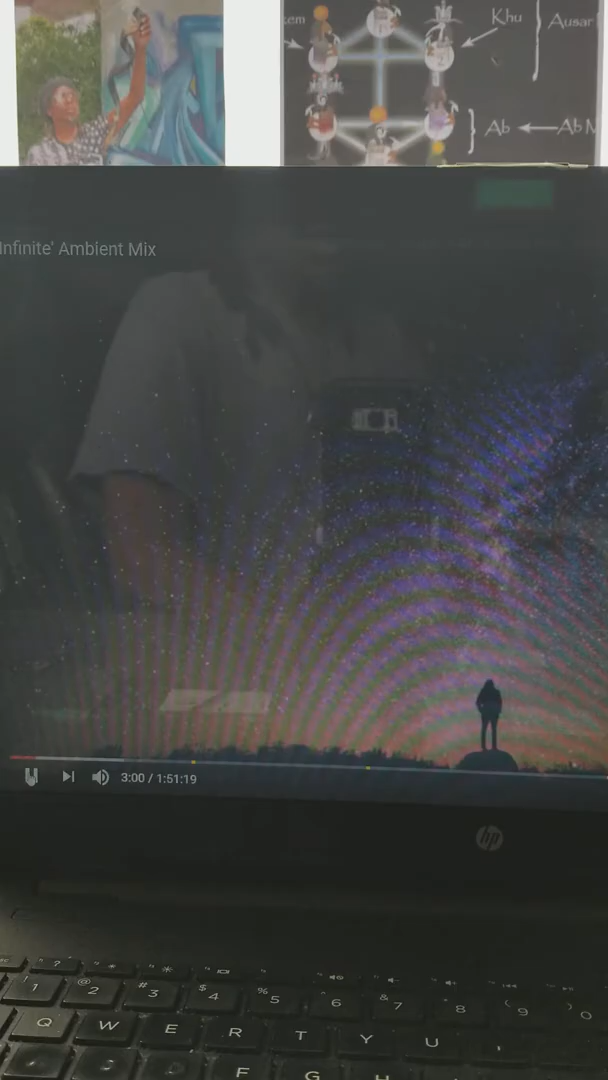 Khu
Ausar
Ab
Ab M
Infinite' Ambient Mix
3:00 / 1:51:19
hp
?
*
! 1 @ 2 # 3 $ 4 % 5 ^ 6 & 7 * 8 ( 9 ) 0
Q W E R T Y U
F G H